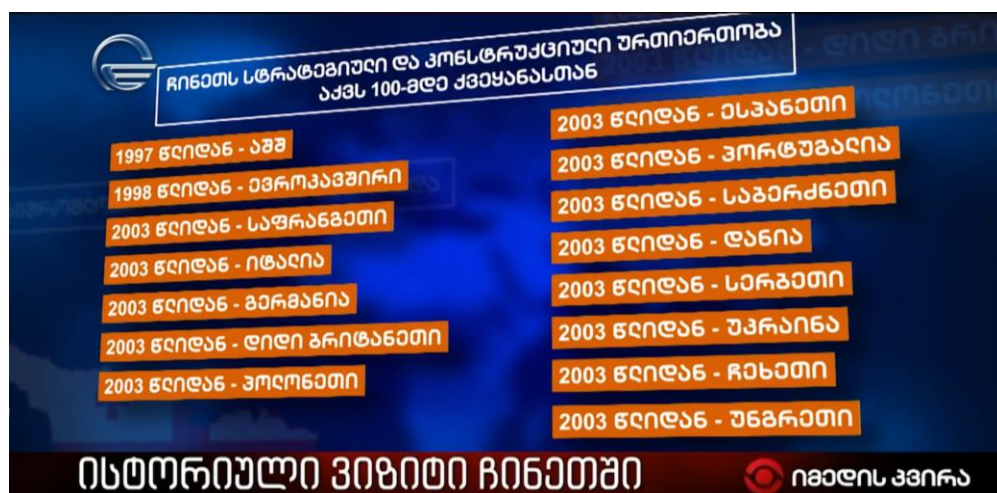 ჩინეთს სტრატეგიული და კონსტრუქციული ურთიერთობა
აქვს 100-მდე ქვეყანასთან
1997 წლიდან - აშშ
1998 წლიდან - ევროკავშირი
2003 წლიდან - საფრანგეთი
2003 წლიდან - იტალია
2003 წლიდან - გერმანია
2003 წლიდან - დიდი ბრიტანეთი
2003 წლიდან - პოლონეთი
2003 წლიდან - ესპანეთი
2003 წლიდან - პორტუგალია
2003 წლიდან - საბერძნეთი
2003 წლიდან - დანია
2003 წლიდან - სერბეთი
2003 წლიდან - უკრაინა
2003 წლიდან - ჩეხეთი
2003 წლიდან - უნგრეთი
ისტორიული ვიზიტი ჩინეთში
იმედის კვირა